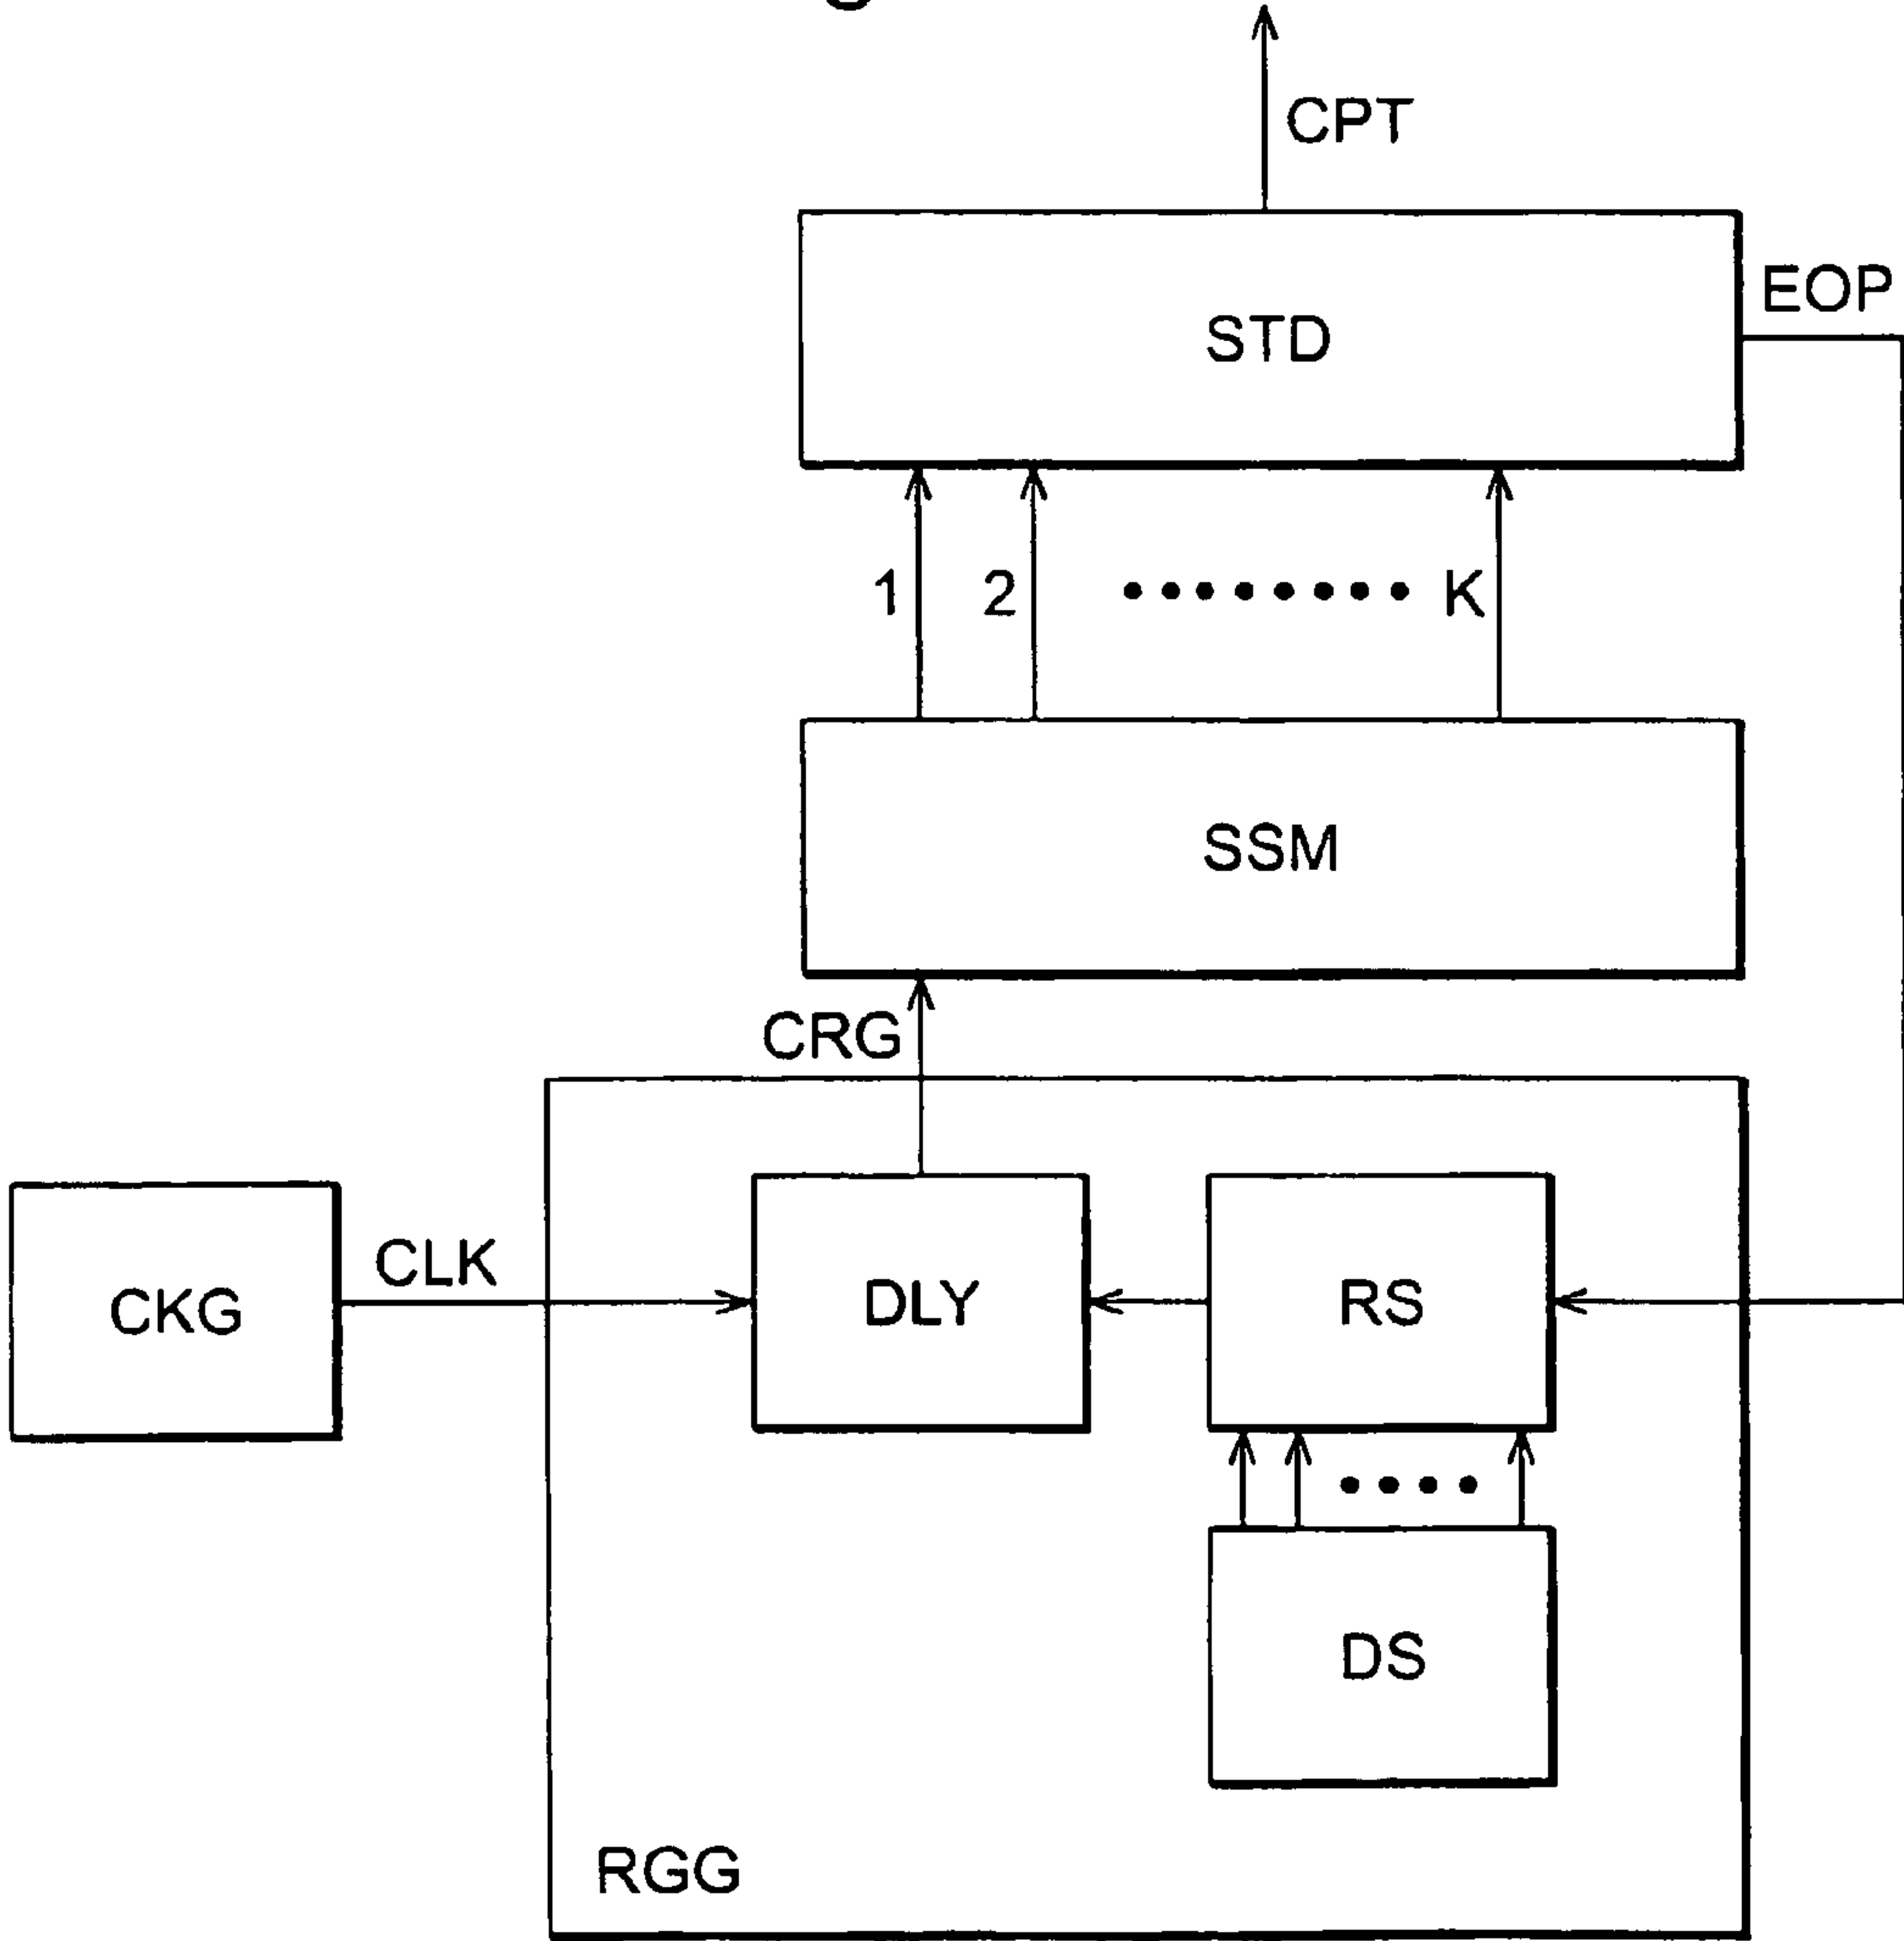 CPT
EOP
STD
1 2 ........ K
SSM
CRG
CLK
CKG
DLY
RS
....
DS
RGG